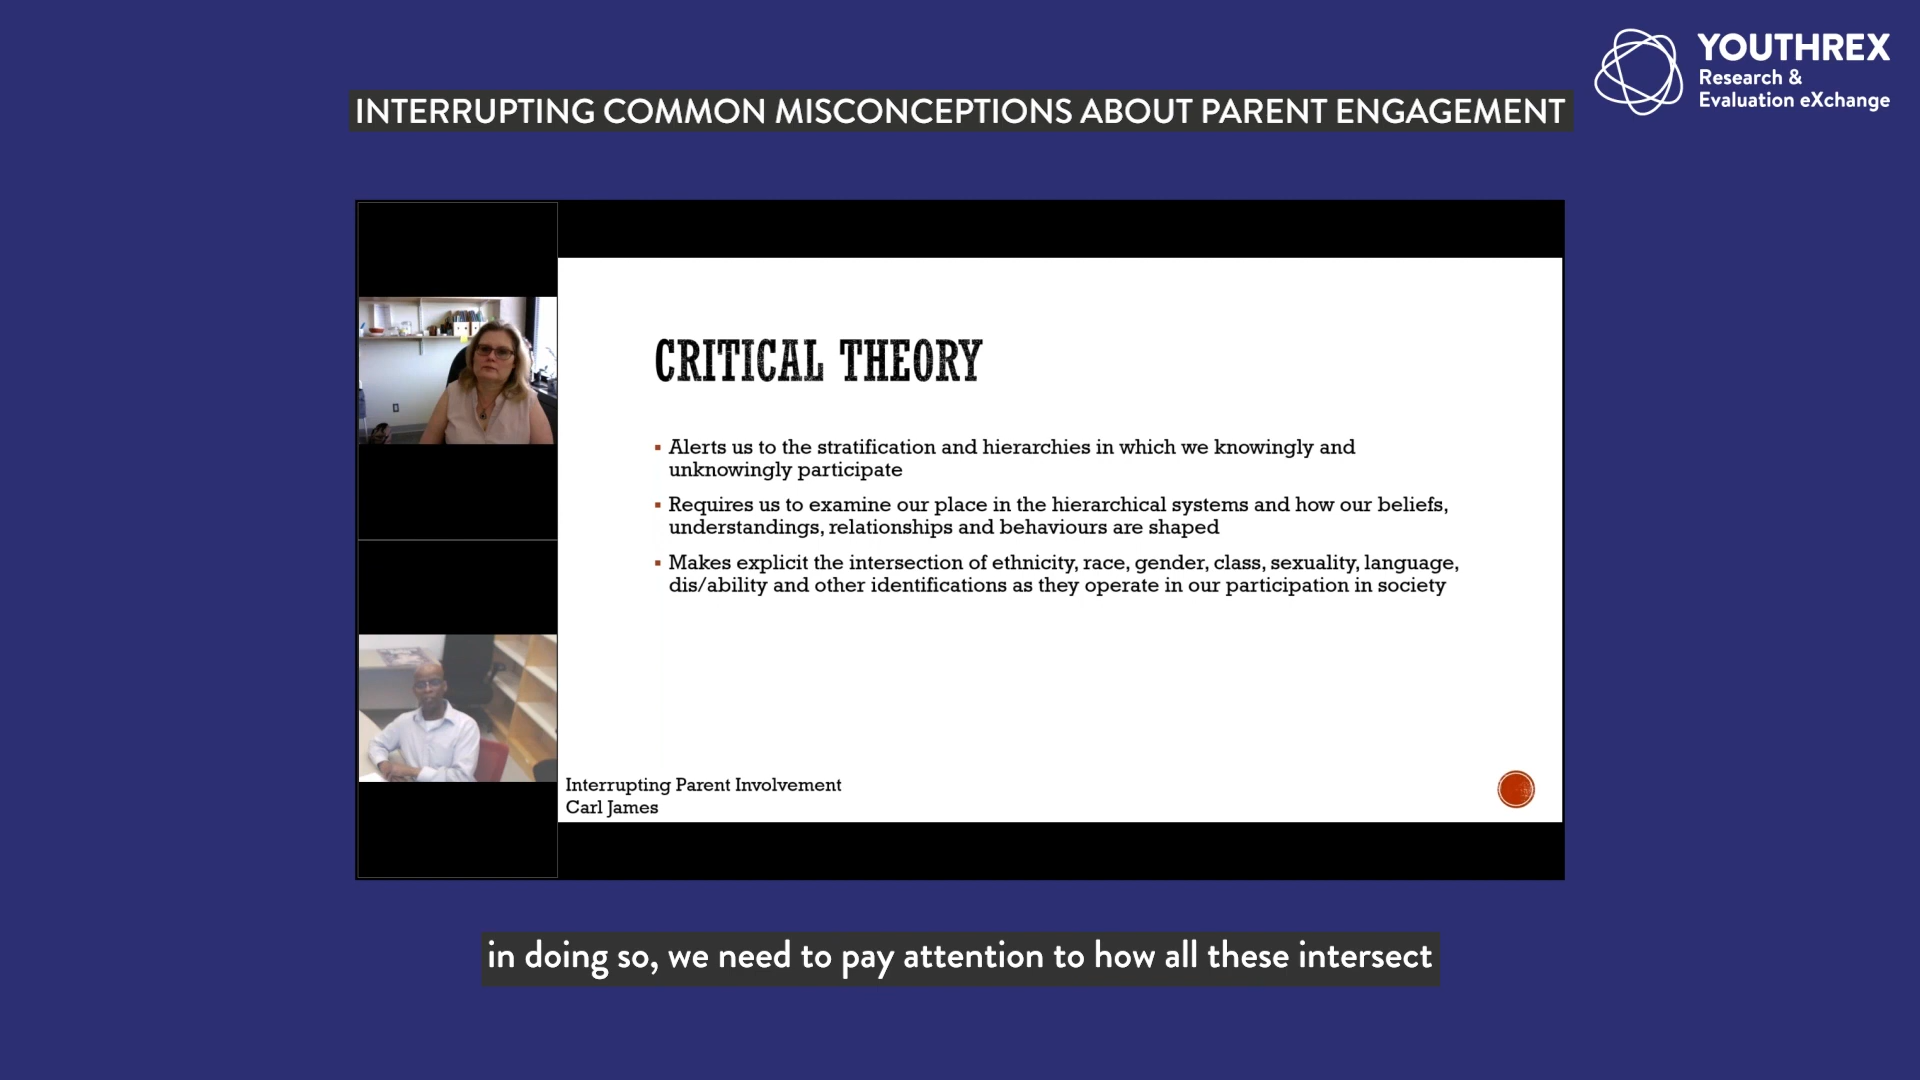 YOUTHREX
Research &
Evaluation eXchange
INTERRUPTING COMMON MISCONCEPTIONS ABOUT PARENT ENGAGEMENT
CRITICAL THEORY
▪ Alerts us to the stratification and hierarchies in which we knowingly and
unknowingly participate
▪ Requires us to examine our place in the hierarchical systems and how our beliefs,
understandings, relationships and behaviours are shaped
▪ Makes explicit the intersection of ethnicity, race, gender, class, sexuality, language,
dis/ability and other identifications as they operate in our participation in society
Interrupting Parent Involvement
Carl James
in doing so, we need to pay attention to how all these intersect